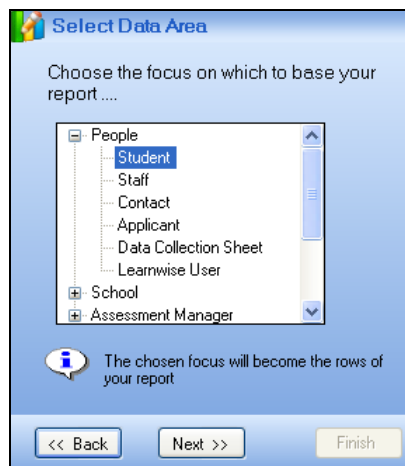 Select Data Area
Choose the focus on which to base your
report ....
People
Student
Staff
Contact
Applicant
Data Collection Sheet
Learnwise User
School
Assessment Manager
The chosen focus will become the rows of
your report
<< Back
Next >>
Finish